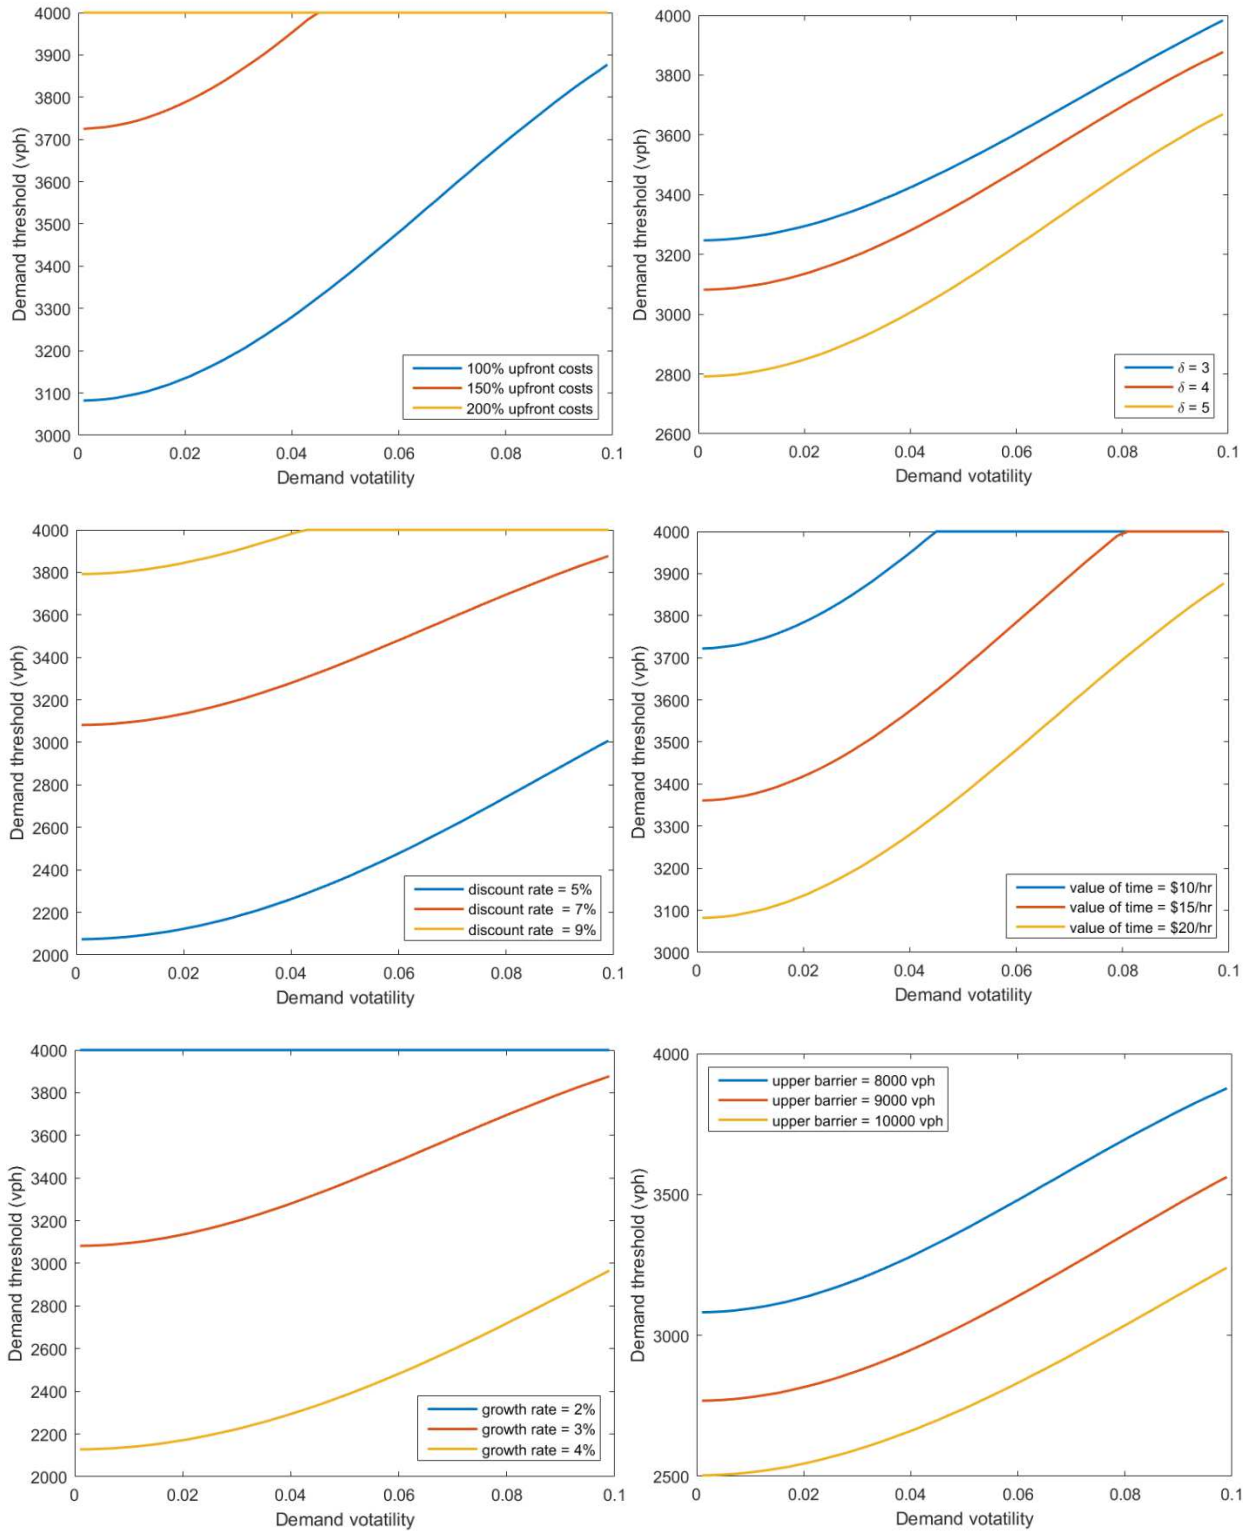 4000
3900
3800
3700
3600
3500
3400
3300
3200
3100
3000
Demand threshold (vph)
100% upfront costs
150% upfront costs
200% upfront costs
0 0.02 0.04 0.06 0.08 0.1
Demand votatility
4000
3800
3600
3400
3200
3000
2800
2600
Demand threshold (vph)
δ = 3
δ = 4
δ = 5
0 0.02 0.04 0.06 0.08 0.1
Demand votatility
4000
3800
3600
3400
3200
3000
2800
2600
2400
2200
2000
Demand threshold (vph)
discount rate = 5%
discount rate = 7%
discount rate = 9%
0 0.02 0.04 0.06 0.08 0.1
Demand votatility
4000
3900
3800
3700
3600
3500
3400
3300
3200
3100
3000
Demand threshold (vph)
value of time = $10/hr
value of time = $15/hr
value of time = $20/hr
0 0.02 0.04 0.06 0.08 0.1
Demand votatility
4000
3800
3600
3400
3200
3000
2800
2600
2400
2200
2000
Demand threshold (vph)
growth rate = 2%
growth rate = 3%
growth rate = 4%
0 0.02 0.04 0.06 0.08 0.1
Demand votatility
4000
3500
3000
2500
Demand threshold (vph)
upper barrier = 8000 vph
upper barrier = 9000 vph
upper barrier = 10000 vph
0 0.02 0.04 0.06 0.08 0.1
Demand votatility